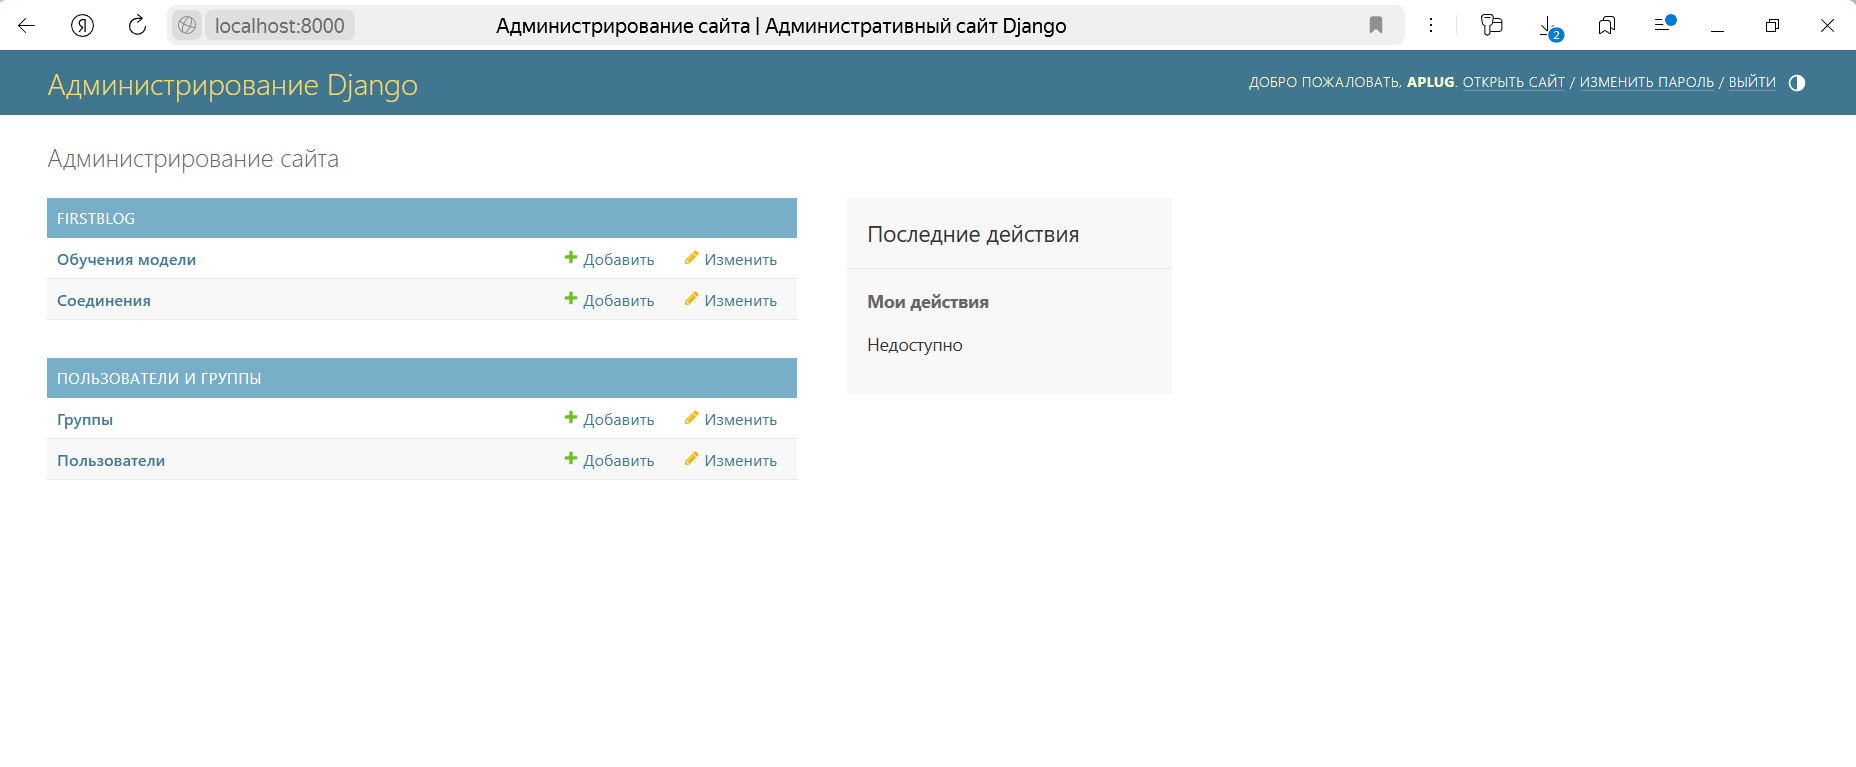 localhost:8000
Администрирование сайта | Административный сайт Django
2
Администрирование Django
ДОБРО ПОЖАЛОВАТЬ, APLUG. ОТКРЫТЬ САЙТ / ИЗМЕНИТЬ ПАРОЛЬ / ВЫЙТИ
Администрирование сайта
FIRSTBLOG
Обучения модели Добавить Изменить
Соединения Добавить Изменить
ПОЛЬЗОВАТЕЛИ И ГРУППЫ
Группы Добавить Изменить
Пользователи Добавить Изменить
Последние действия
Мои действия
Недоступно